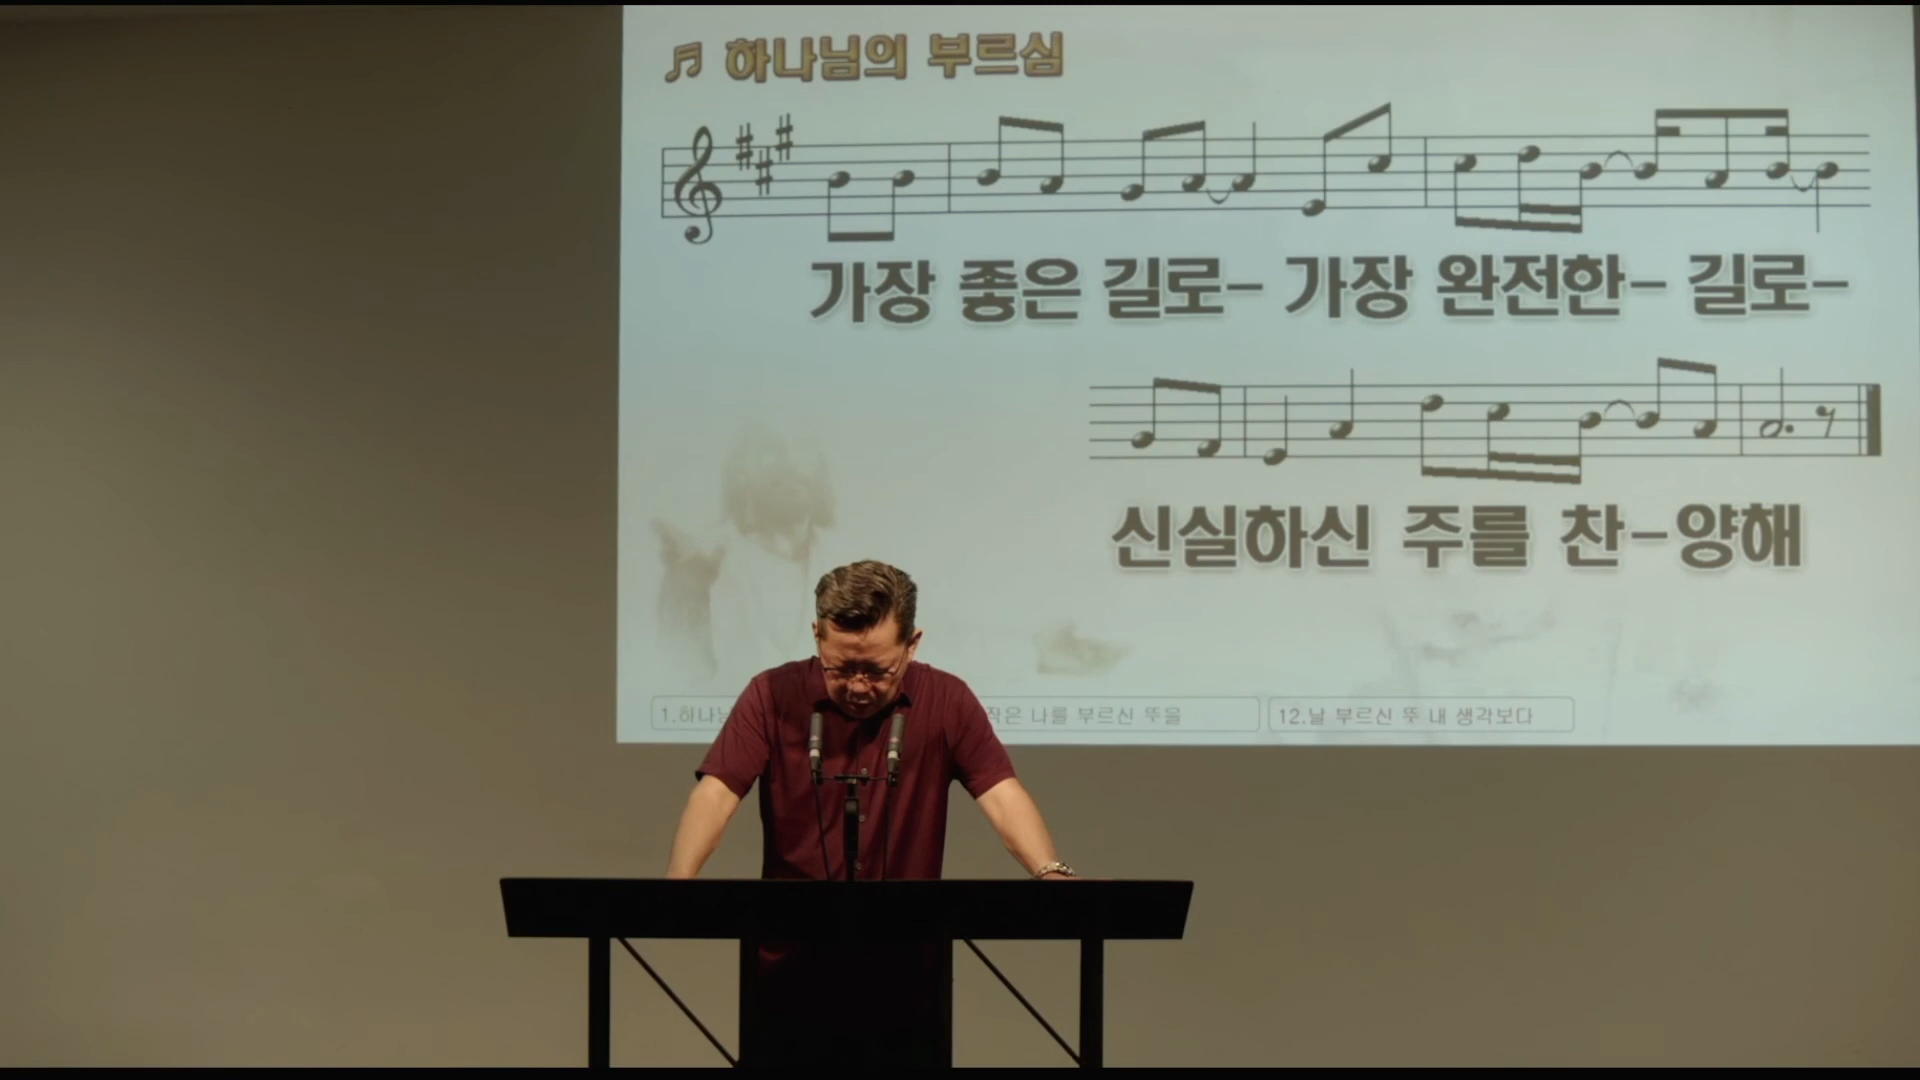 하나님의 부르심
가장 좋은 길로- 가장 완전한- 길로-
신실하신 주를 찬-양해
1.하나님
작은 나를 부르신 뜻을
12.날 부르신 뜻 내 생각보다